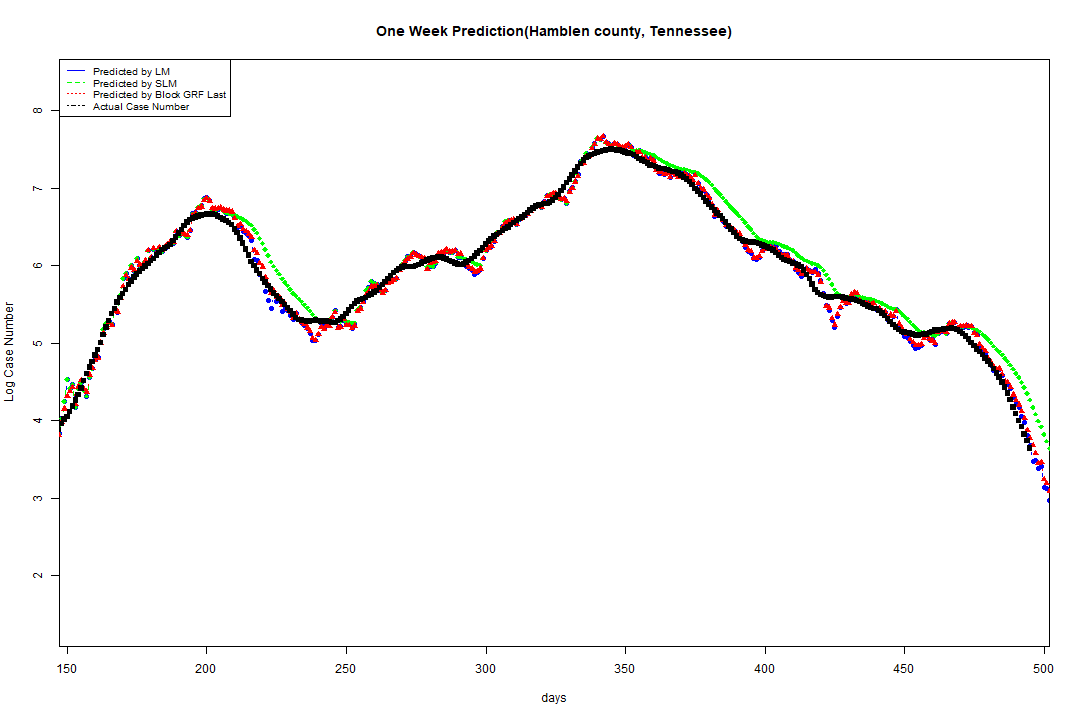 One Week Prediction(Hamblen county, Tennessee)
Predicted by LM
Predicted by SLM
Predicted by Block GRF Last
Actual Case Number
8
7
6
5
4
3
2
Log Case Number
150 200 250 300 350 400 450 500
days